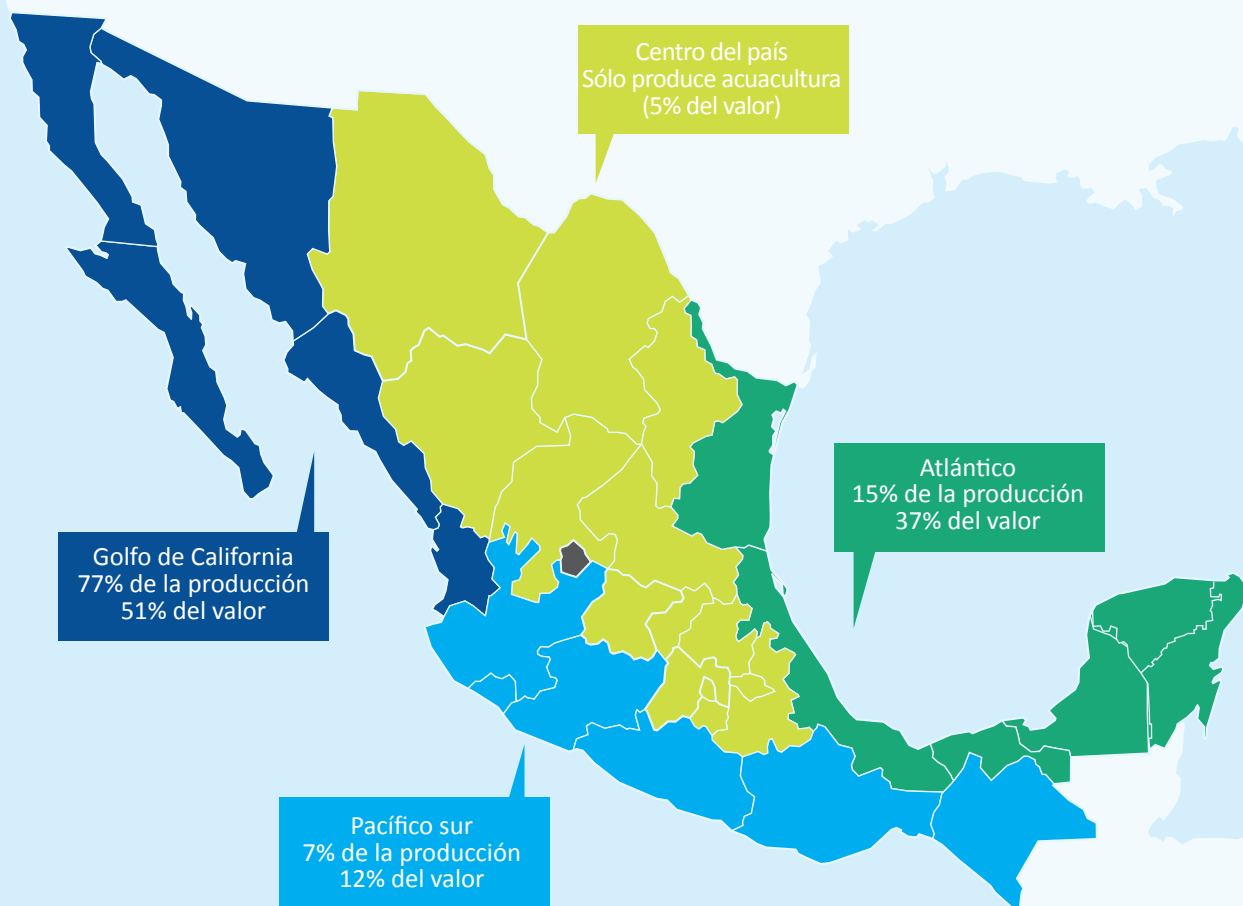 Centro del país
Sólo produce acuacultura
(5% del valor)
Atlántico
15% de la producción
37% del valor
Golfo de California
77% de la producción
51% del valor
Pacífico sur
7% de la producción
12% del valor